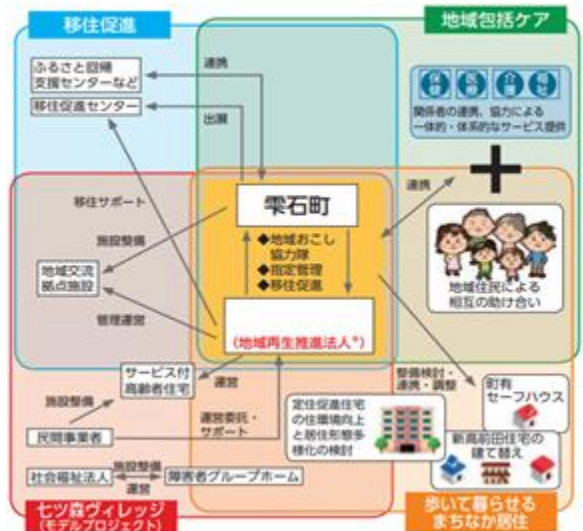 移住促進
地域包括ケア
ふるさと回帰
支援センターなど
移住促進センター
連携
出展
保健
医療
介護
福祉
関係者の連携、協力による
一体的・体系的なサービス提供
連携
地域住民による
相互の助け合い
移住サポート
施設整備
地域交流
拠点施設
管理運営
雫石町
◆地域おこし
協力隊
◆指定管理
◆移住促進
(地域再生推進法人*)
サービス付
高齢者住宅
運営
施設整備
民間事業者
運営委託・
サポート
社会福祉法人
施設整備
運営
障害者グループホーム
定住促進住宅
の住環境向上
と居住形態多
様化の検討
整備検討・
連携・調整
町有
セーフハウス
新高前田住宅の
建て替え
七ツ森ヴィレッジ
(モデルプロジェクト)
歩いて暮らせる
まちなか居住